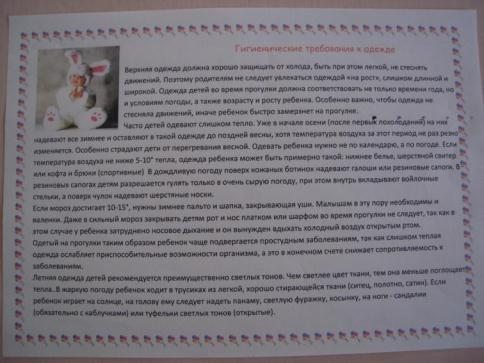 Гигиенические требования к одежде
Верхняя одежда должна хорошо защищать от холода, быть при этом легкой, не стеснять
движений. Поэтому родителям не следует увлекаться одеждой «на рост», слишком длинной и
широкой. Одежда детей во время прогулки должна соответствовать не только времени года, но
и условиям погоды, а также возрасту и росту ребенка. Особенно важно, чтобы одежда не
стесняла движения, иначе ребенок быстро замерзнет на прогулке.
Часто детей одевают слишком тепло. Уже в начале осени (после первых похолоданий) на них
надевают все зимнее и оставляют в такой одежде до поздней весны, хотя температура воздуха за этот период не раз резко
изменяется. Особенно страдают дети от перегревания весной. Одевать ребенка нужно не по календарю, а по погоде. Если
температура воздуха не ниже 5-10° тепла, одежда ребенка может быть примерно такой: нижнее белье, шерстяной свитер
или кофта и брюки (спортивные) В дождливую погоду поверх кожаных ботинок надевают галоши или резиновые сапоги. В
резиновых сапогах детям разрешается гулять только в очень сырую погоду, при этом внутрь вкладывают войлочные
стельки, а поверх чулок надевают шерстяные носки.
Если мороз достигает 10-15°, нужны зимнее пальто и шапка, закрывающая уши. Малышам в эту пору необходимы и
валенки. Даже в сильный мороз закрывать детям рот и нос платком или шарфом во время прогулки не следует, так как в
этом случае у ребенка затруднено носовое дыхание и он вынужден вдыхать холодный воздух открытым ртом.
Одетый на прогулки таким образом ребенок чаще подвергается простудным заболеваниям, так как слишком теплая
одежда ослабляет приспособительные возможности организма, а это в конечном счете снижает сопротивляемость к
заболеваниям.
Летняя одежда детей рекомендуется преимущественно светлых тонов. Чем светлее цвет ткани, тем она меньше поглощает
тепла. В жаркую погоду ребенок ходит в трусиках из легкой, хорошо стирающейся ткани (ситец, полотно, сатин). Если
ребенок играет на солнце, на голову ему следует надеть панаму, светлую фуражку, косынку, на ноги - сандалии
(обязательно с каблучками) или туфельки светлых тонов (открытые).